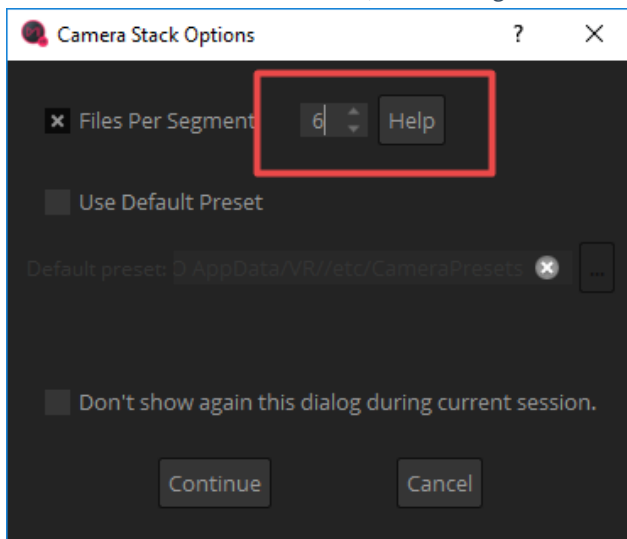 Camera Stack Options ?
Files Per Segment 6 Help
Use Default Preset
Default preset: AppData/VR//etc/CameraPresets ...
Don't show again this dialog during current session.
Continue Cancel